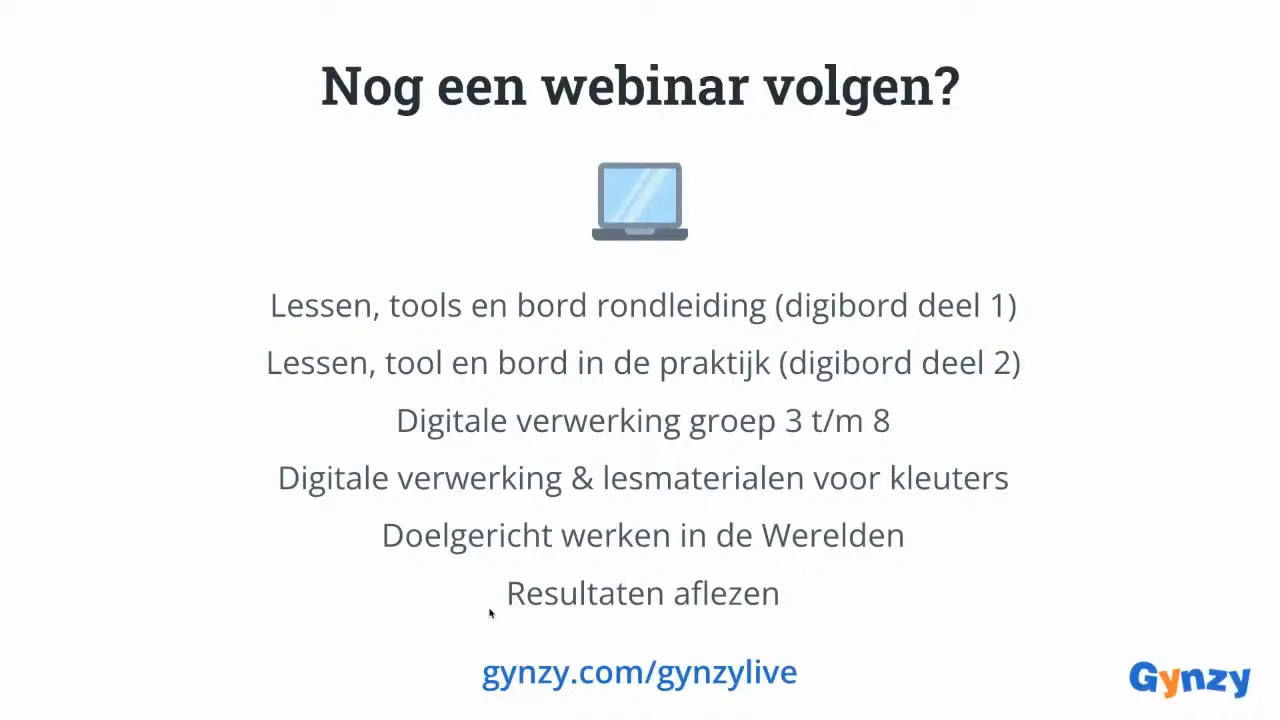 Nog een webinar volgen?
Lessen, tools en bord rondleiding (digibord deel 1)
Lessen, tool en bord in de praktijk (digibord deel 2)
Digitale verwerking groep 3 t/m 8
Digitale verwerking & lesmaterialen voor kleuters
Doelgericht werken in de Werelden
Resultaten aflezen
gynzy.com/gynzylive
Gynzy